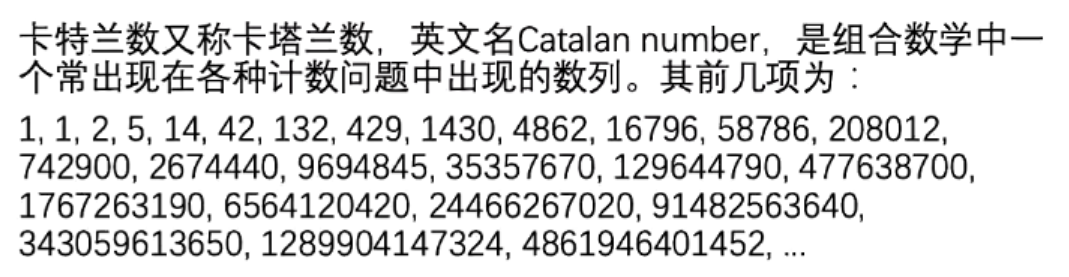 卡特兰数又称卡塔兰数，英文名Catalan number，是组合数学中一
个常出现在各种计数问题中出现的数列。其前几项为：
1, 1, 2, 5, 14, 42, 132, 429, 1430, 4862, 16796, 58786, 208012,
742900, 2674440, 9694845, 35357670, 129644790, 477638700,
1767263190, 6564120420, 24466267020, 91482563640,
343059613650, 1289904147324, 4861946401452, ...